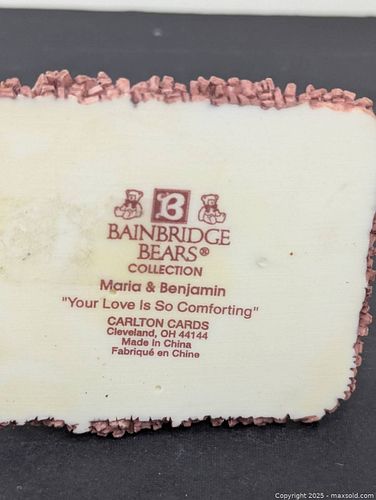 B
BAINBRIDGE
BEARS®
COLLECTION
Maria & Benjamin
"Your Love Is So Comforting"
CARLTON CARDS
Cleveland, OH 44144
Made In China
Fabriqué en Chine
Copyright © 2025 - maxsold.com